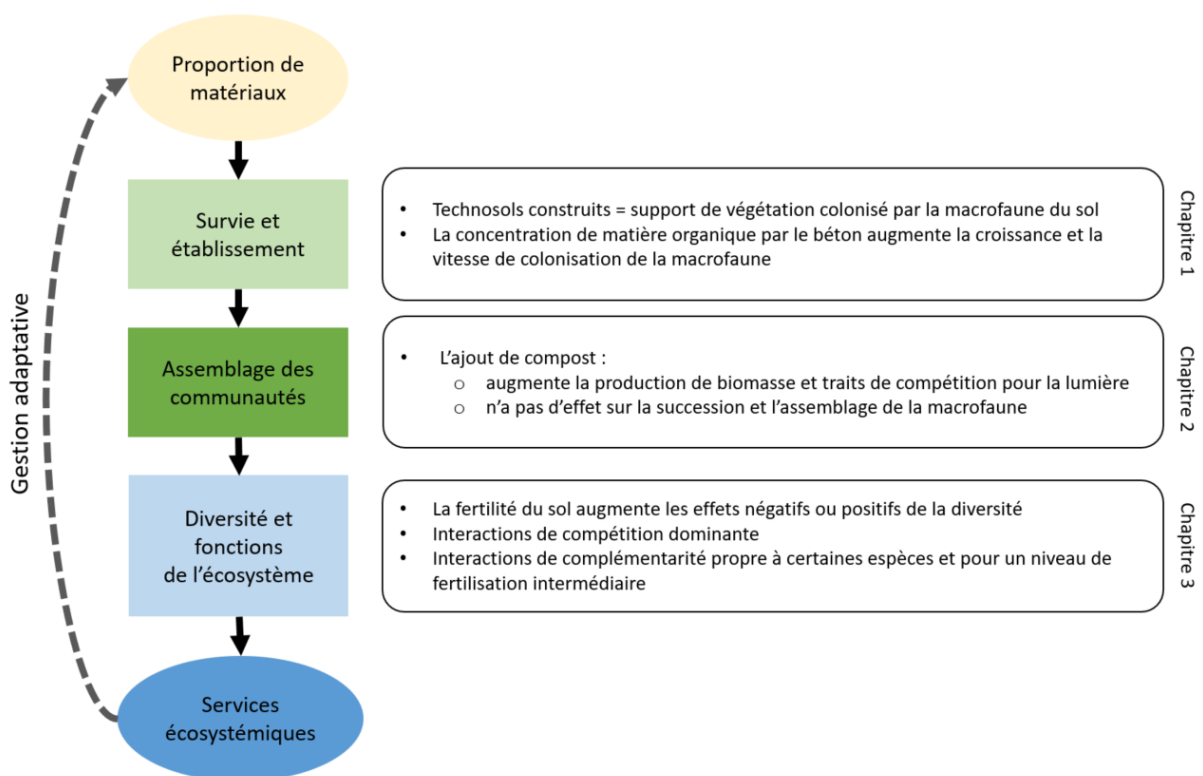 Proportion de
matériaux
Survie et
établissement
• Technosols construits = support de végétation colonisé par la macrofaune du sol
• La concentration de matière organique par le béton augmente la croissance et la
vitesse de colonisation de la macrofaune
Chapitre 1
Assemblage des
communautés
• L'ajout de compost :
o augmente la production de biomasse et traits de compétition pour la lumière
o n'a pas d'effet sur la succession et l'assemblage de la macrofaune
Chapitre 2
Diversité et
fonctions
de l'écosystème
• La fertilité du sol augmente les effets négatifs ou positifs de la diversité
• Interactions de compétition dominante
• Interactions de complémentarité propre à certaines espèces et pour un niveau de
fertilisation intermédiaire
Chapitre 3
Services
écosystémiques
Gestion adaptative